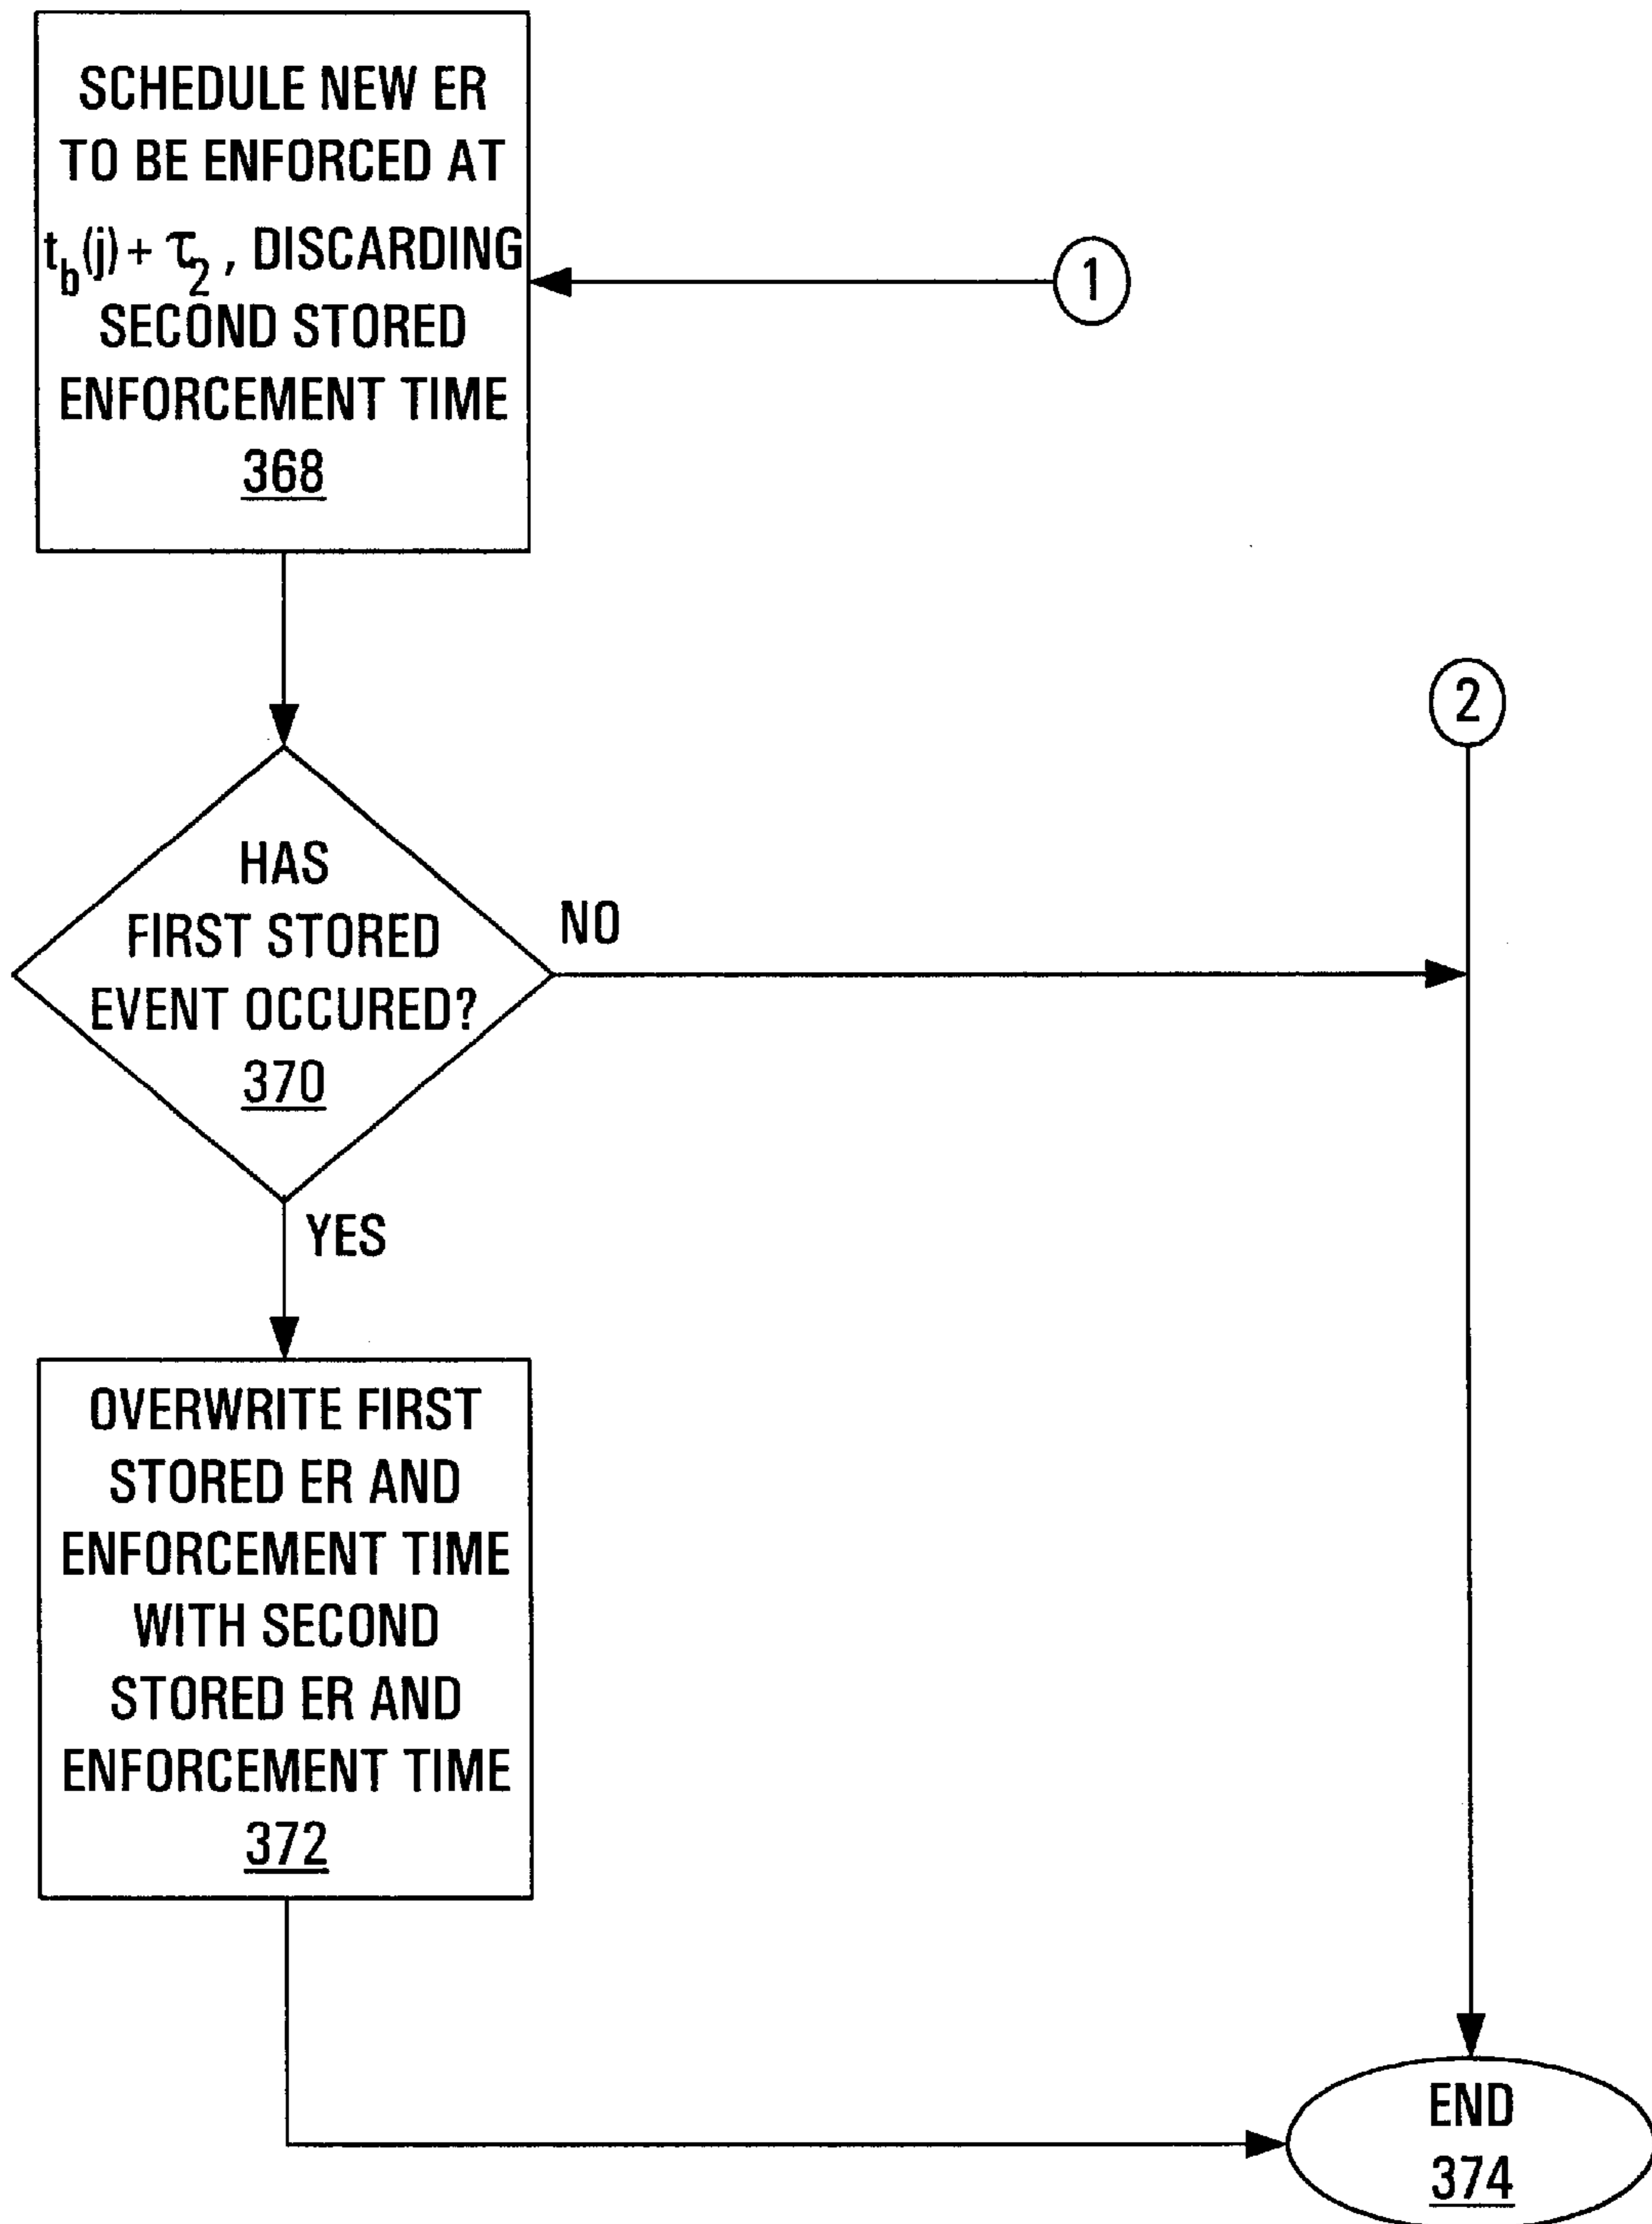 SCHEDULE NEW ER
TO BE ENFORCED AT
t_b(j) + τ_2 , DISCARDING
SECOND STORED
ENFORCEMENT TIME
368
1
2
HAS
FIRST STORED
EVENT OCCURED?
370
NO
YES
OVERWRITE FIRST
STORED ER AND
ENFORCEMENT TIME
WITH SECOND
STORED ER AND
ENFORCEMENT TIME
372
END
374